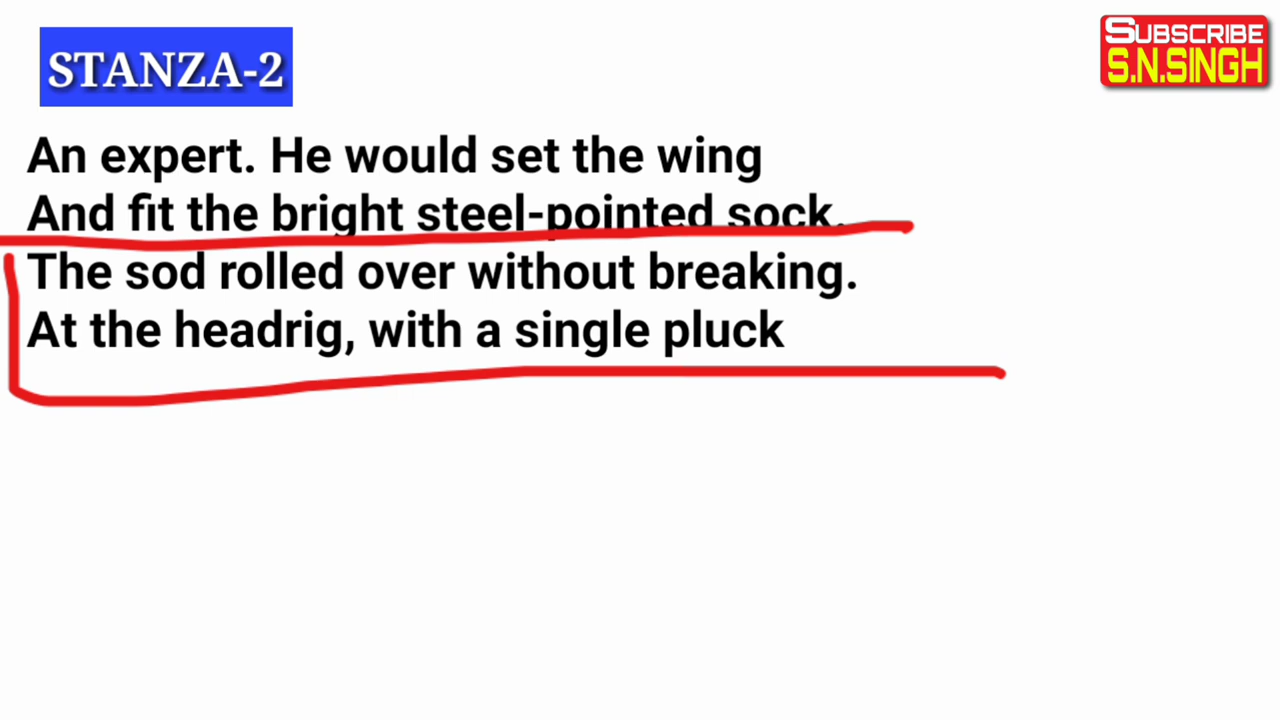 STANZA-2
SUBSCRIBE
S.N.SINGH
An expert. He would set the wing
And fit the bright steel-pointed sock.
The sod rolled over without breaking.
At the headrig, with a single pluck